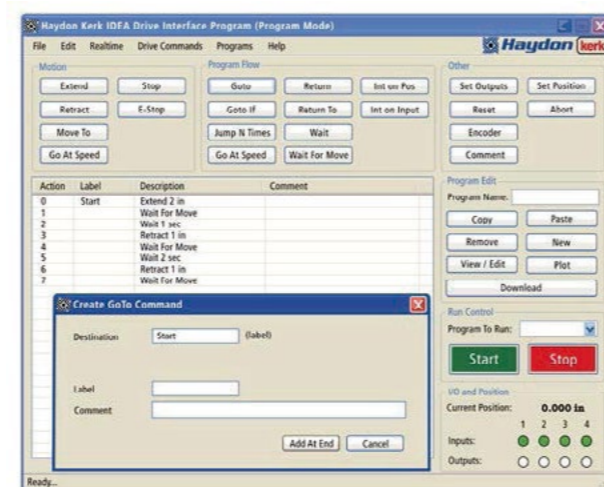 Haydon Kerk IDEA Drive Interface Program (Program Mode)
File Edit Realtime Drive Commands Programs Help
Haydon kerk
Motion
Extend Stop
Retract E-Stop
Move To
Go At Speed
Program Flow
Goto Return Int on Pos
Goto If Return To Int on Input
Jump N Times Wait
Go At Speed Wait For Move
Other
Set Outputs Set Position
Reset Abort
Encoder
Comment
Action Label Description Comment
0 Start Extend 2 in
1 Wait For Move
2 Wait 1 sec
3 Retract 1 in
4 Wait For Move
5 Wait 2 sec
6 Retract 1 in
7 Wait For Move
Program Edit
Program Name:
Copy Paste
Remove New
View / Edit Plot
Download
Run Control
Program To Run:
Start Stop
I/O and Position
Current Position: 0.000 in
1 2 3 4
Inputs:
Outputs:
Create GoTo Command
Destination Start (label)
Label
Comment
Add At End Cancel
Ready...